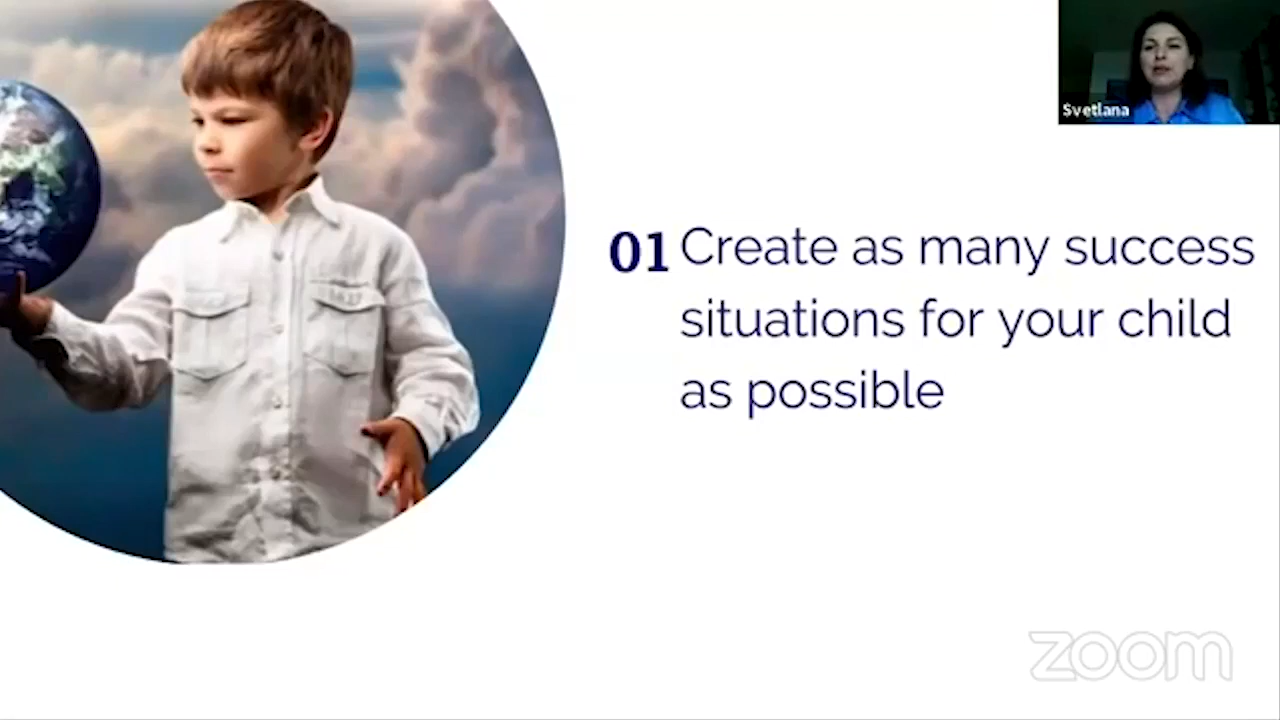 Svetlana
01 Create as many success
situations for your child
as possible
zoom